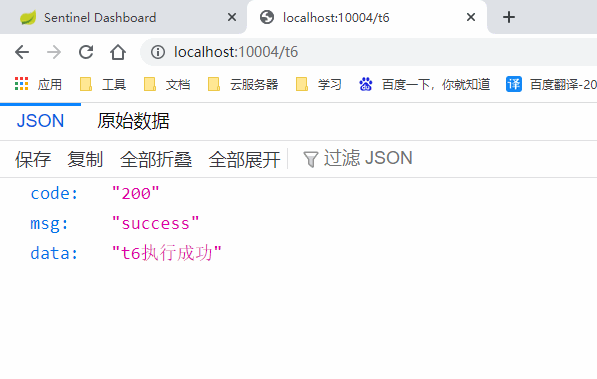 Sentinel Dashboard
localhost:10004/t6
localhost:10004/t6
应用 工具 文档 云服务器 学习 百度一下，你就知道 译 百度翻译-20
JSON 原始数据
保存 复制 全部折叠 全部展开 过滤 JSON
code: "200"
msg: "success"
data: "t6执行成功"